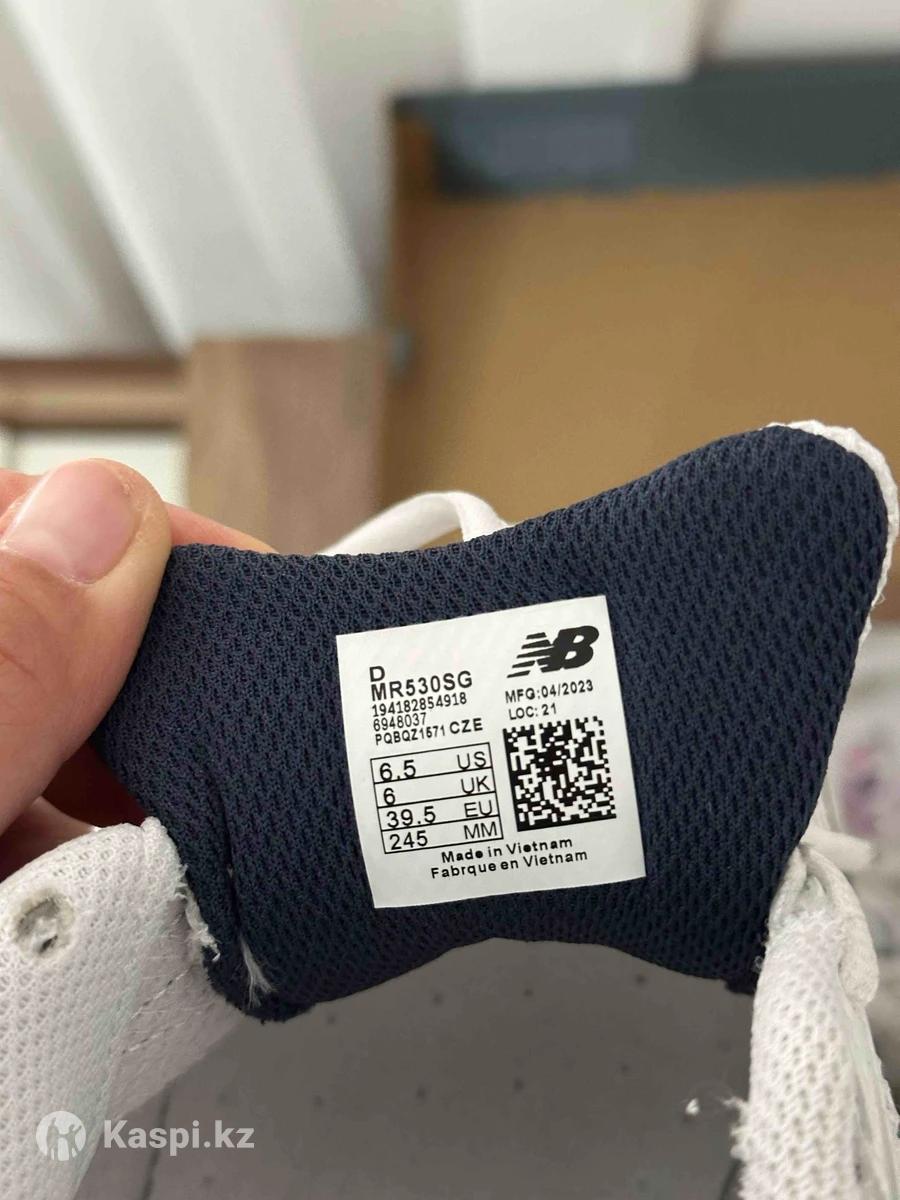 D
MR530SG
194182854918
6948037
PQBQZ1571 CZE
NB
MFG:04/2023
LOC: 21
6.5 US
6 UK
39.5 EU
245 MM
Made in Vietnam
Fabrque en Vietnam
Kaspi.kz